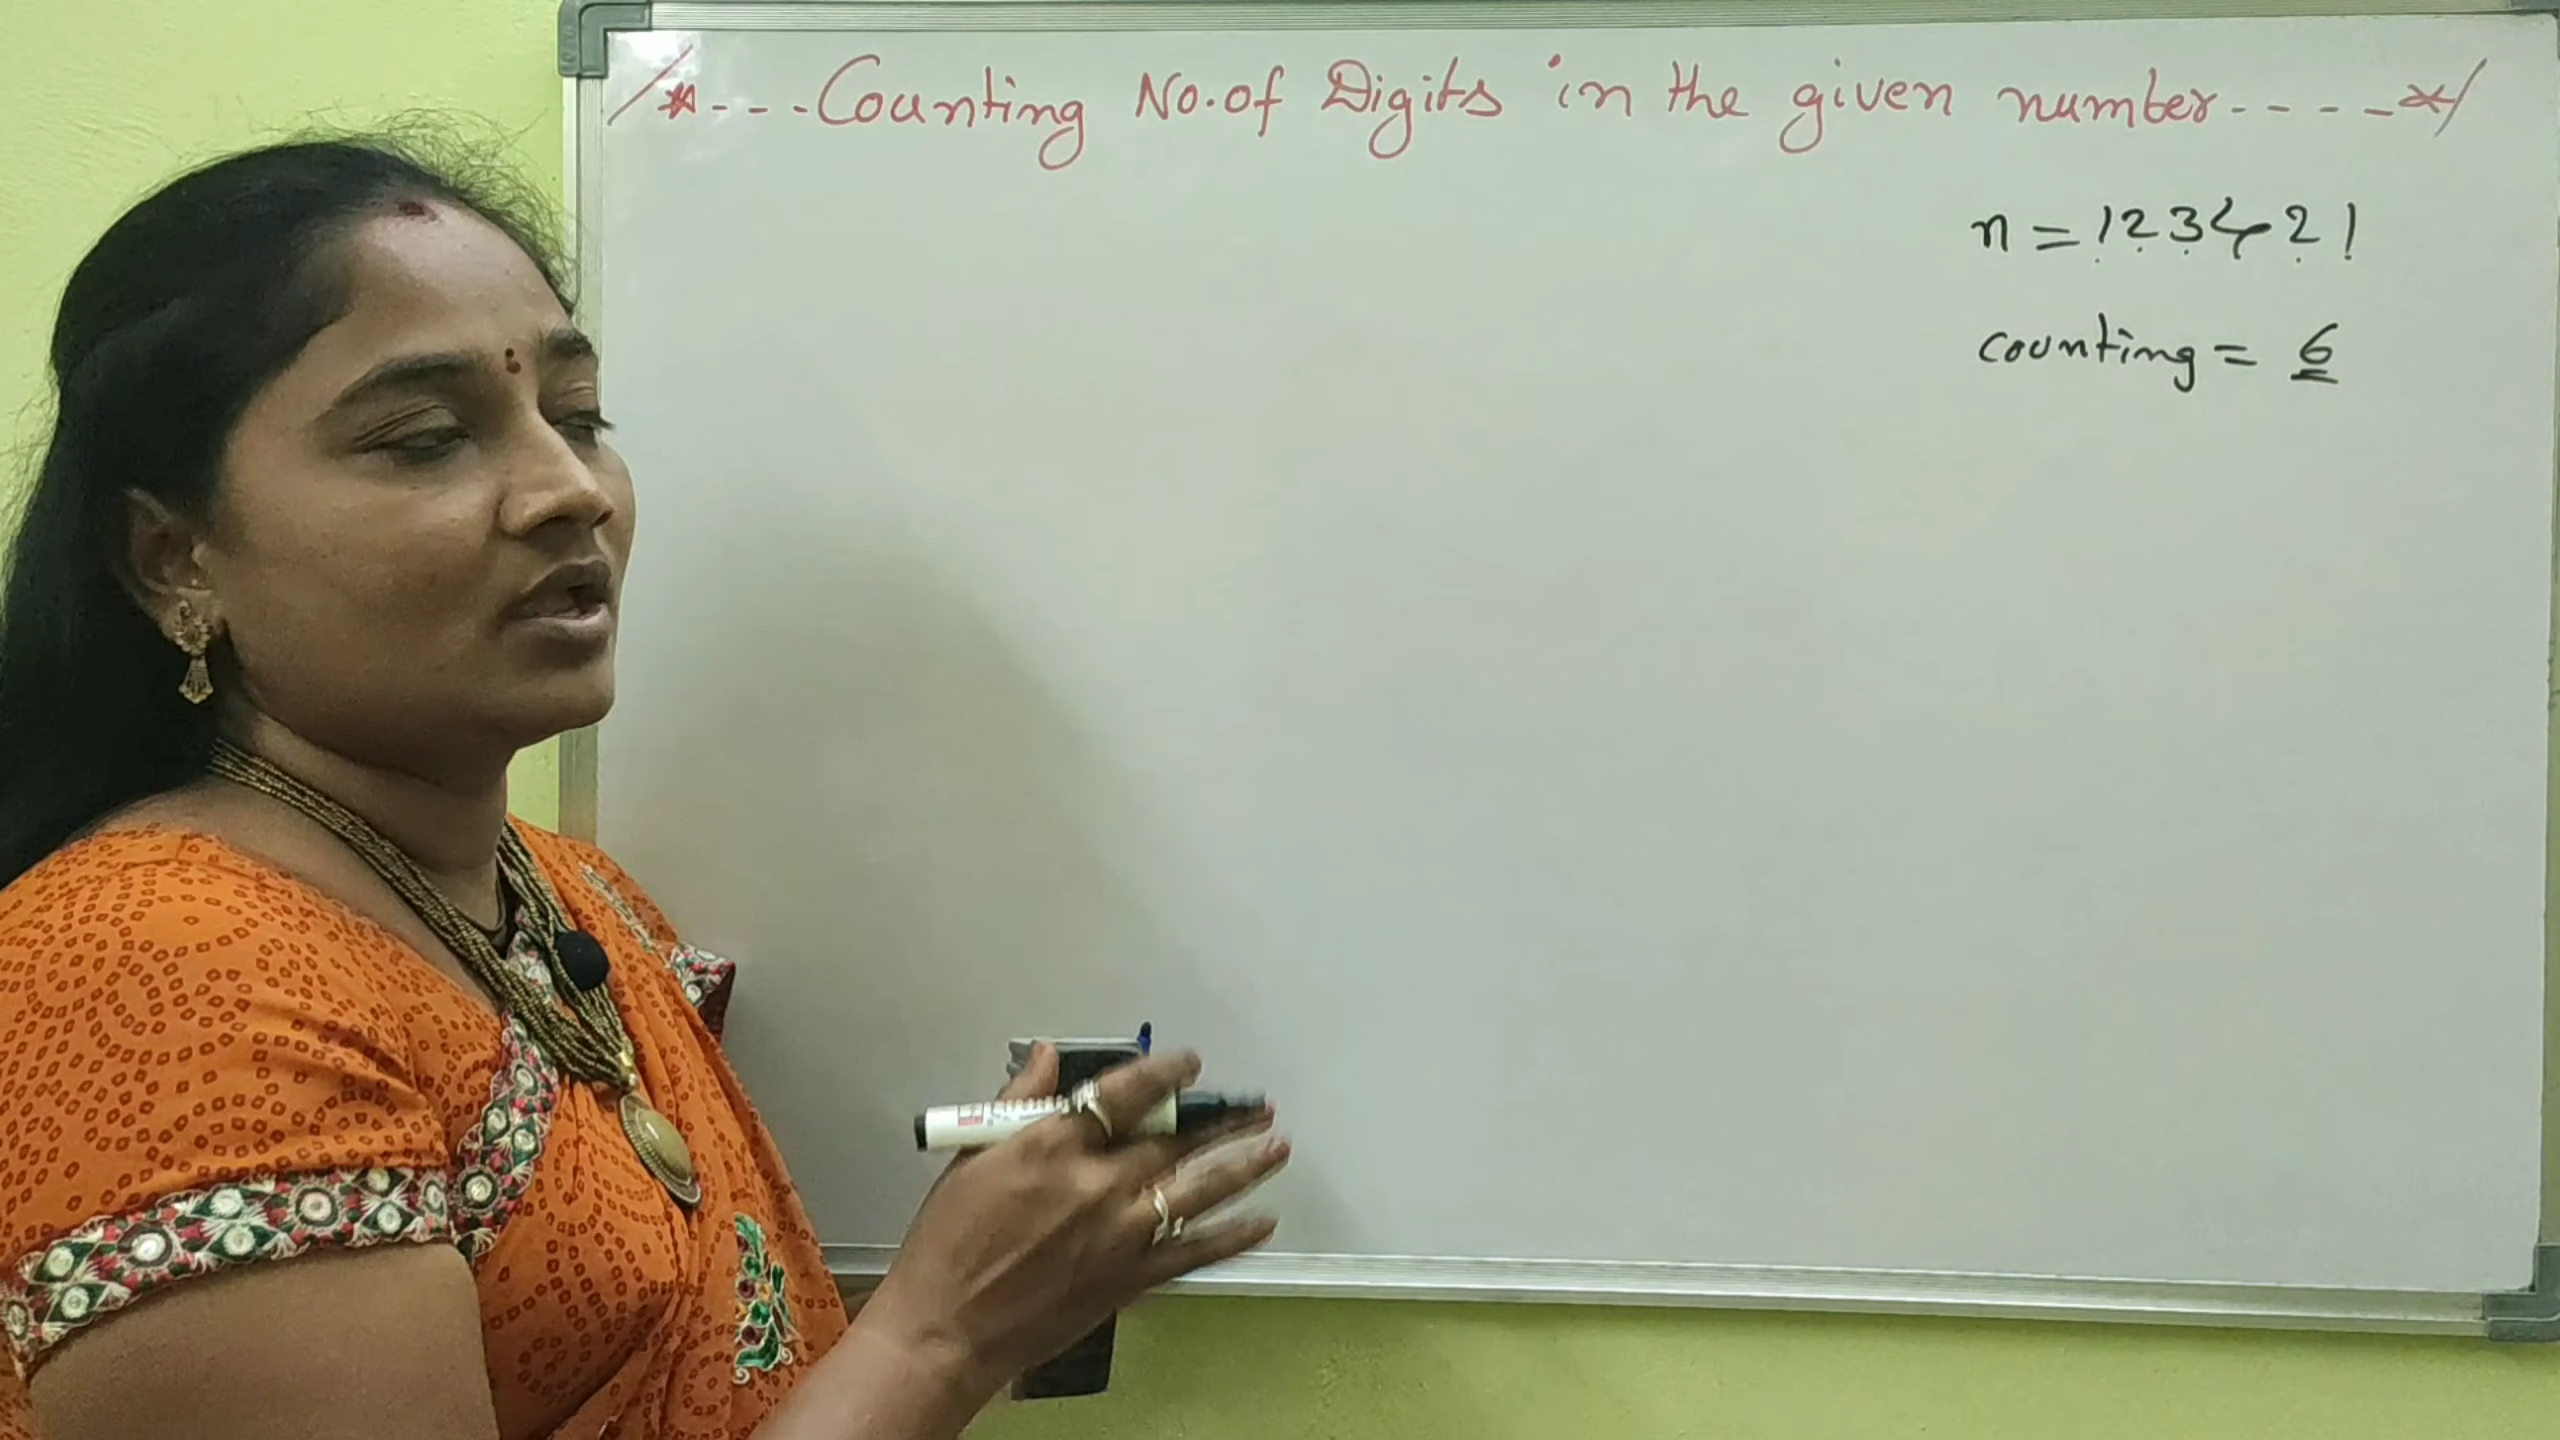 /*---Counting No.of Digits in the given number----*/
n = 123421
counting = 6